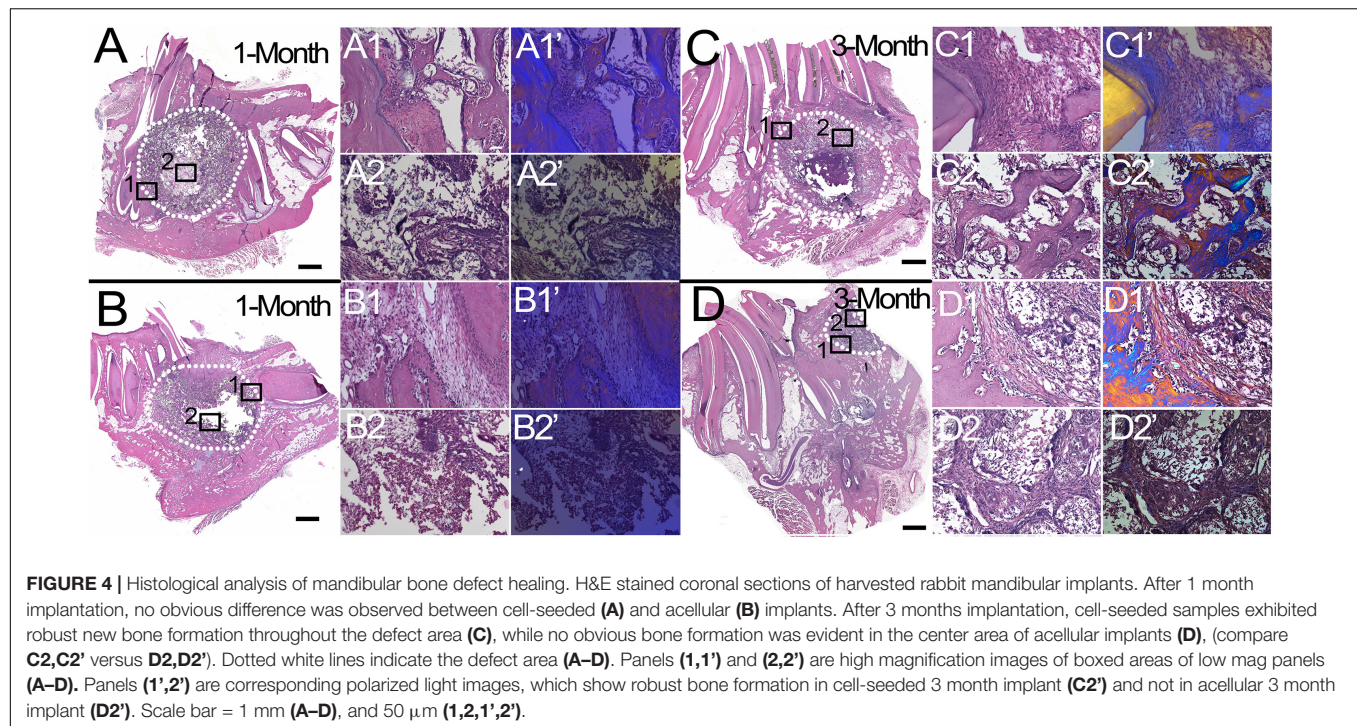 A
1-Month
1
2
A1
A1’
A2
A2’
B
1-Month
1
2
B1
B1’
B2
B2’
C
3-Month
1
2
C1
C1’
C2
C2’
D
3-Month
2
1
D1
D1’
D2
D2’
FIGURE 4 | Histological analysis of mandibular bone defect healing. H&E stained coronal sections of harvested rabbit mandibular implants. After 1 month
implantation, no obvious difference was observed between cell-seeded (A) and acellular (B) implants. After 3 months implantation, cell-seeded samples exhibited
robust new bone formation throughout the defect area (C), while no obvious bone formation was evident in the center area of acellular implants (D), (compare
C2,C2’ versus D2,D2’). Dotted white lines indicate the defect area (A–D). Panels (1,1’) and (2,2’) are high magnification images of boxed areas of low mag panels
(A–D). Panels (1’,2’) are corresponding polarized light images, which show robust bone formation in cell-seeded 3 month implant (C2’) and not in acellular 3 month
implant (D2’). Scale bar = 1 mm (A–D), and 50 μm (1,2,1’,2’).